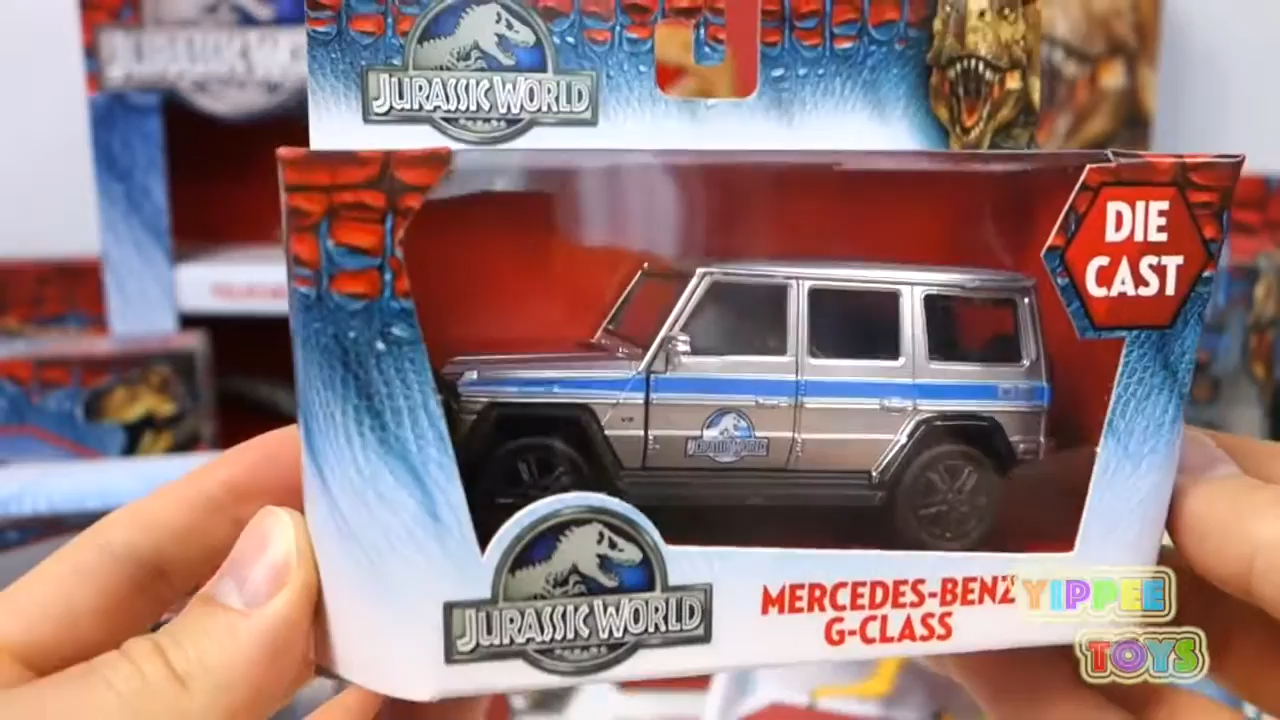 JURASSIC WORLD
DIE
CAST
JURASSIC WORLD
JURASSIC WORLD
MERCEDES-BENZ
G-CLASS
YIPPEE
TOYS